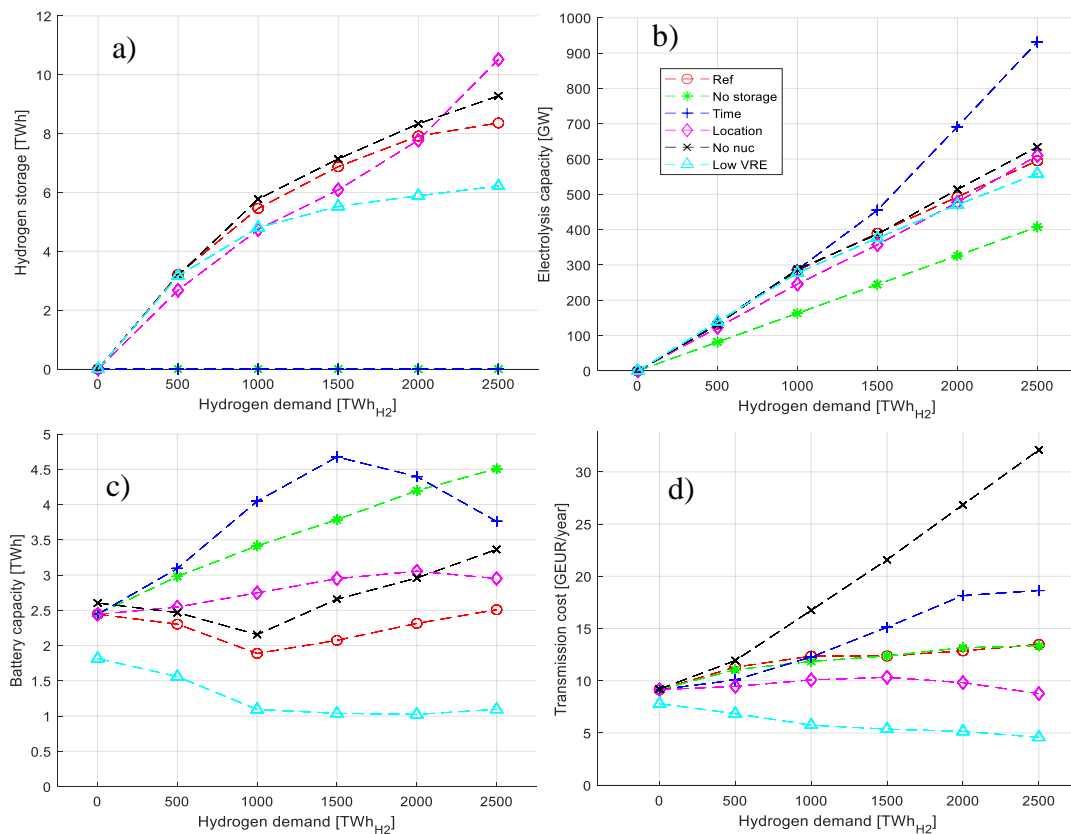 a)
Hydrogen storage [TWh]
12
10
8
6
4
2
0
0 500 1000 1500 2000 2500
Hydrogen demand [TWh_H2]
b)
Electrolysis capacity [GW]
1000
900
800
700
600
500
400
300
200
100
0
Ref
No storage
Time
Location
No nuc
Low VRE
0 500 1000 1500 2000 2500
Hydrogen demand [TWh_H2]
c)
Battery capacity [TWh]
5
4.5
4
3.5
3
2.5
2
1.5
1
0.5
0
0 500 1000 1500 2000 2500
Hydrogen demand [TWh_H2]
d)
Transmission cost [GEUR/year]
30
25
20
15
10
5
0
0 500 1000 1500 2000 2500
Hydrogen demand [TWh_H2]